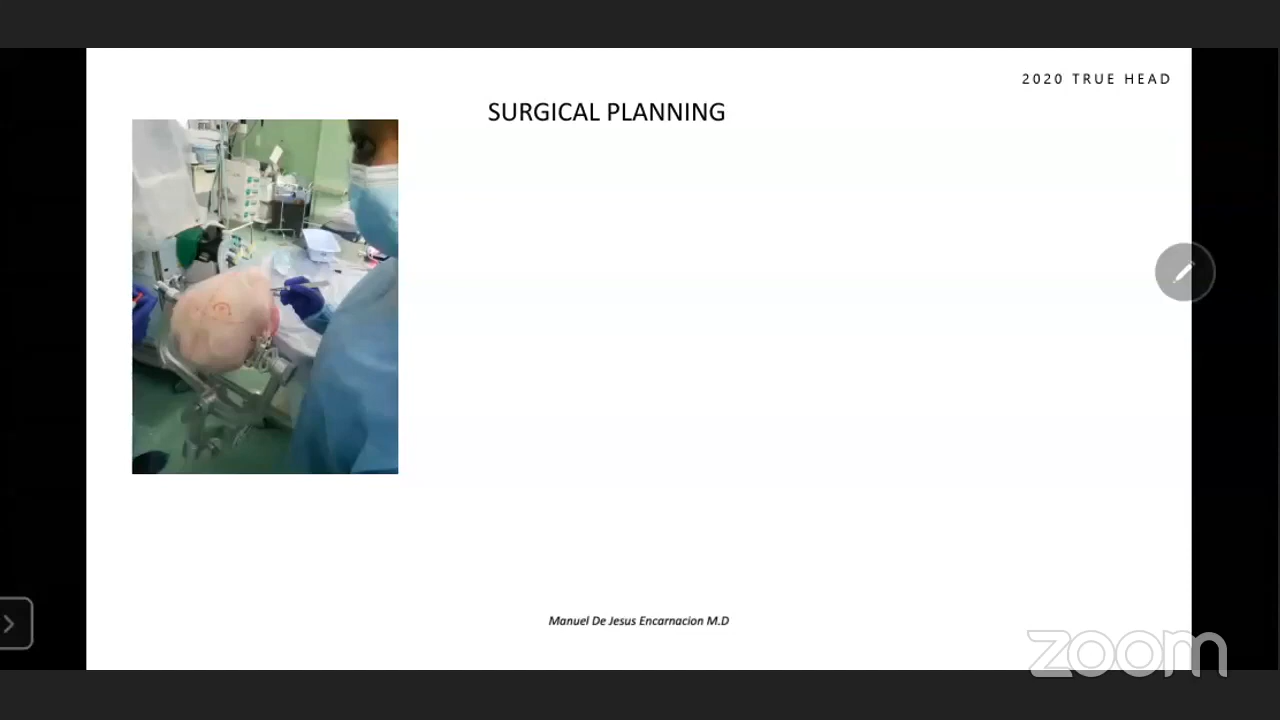 2020 TRUE HEAD
SURGICAL PLANNING
Manuel De Jesus Encarnacion M.D
zoom